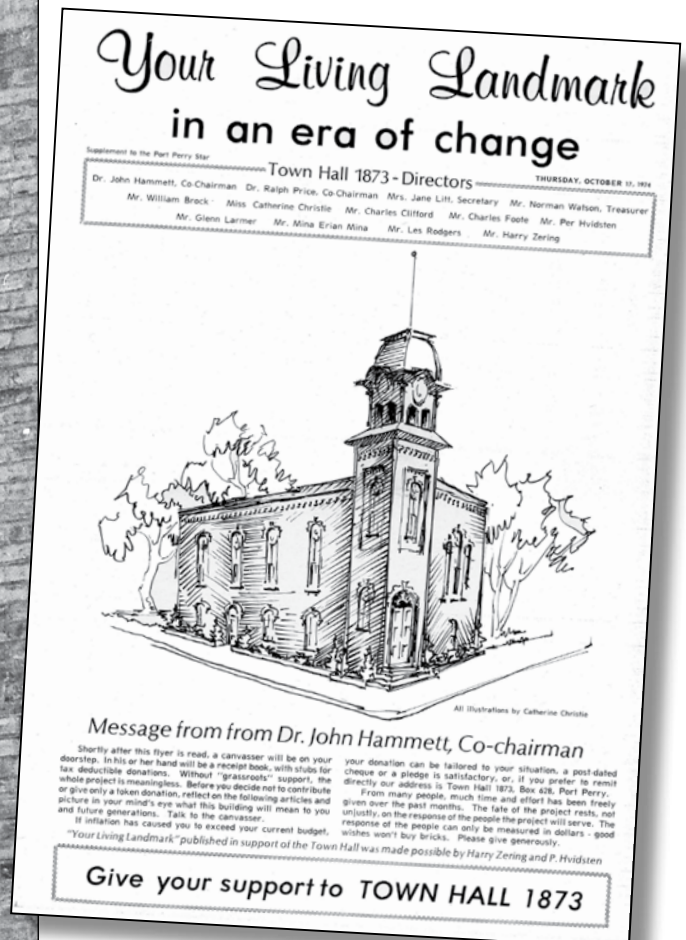 Your Living Landmark
in an era of change
Supplement to the Port Perry Star
THURSDAY, OCTOBER 17, 1974
Town Hall 1873 - Directors
Dr. John Hammett, Co-Chairman Dr. Ralph Price, Co-Chairman Mrs. Jane Litt, Secretary Mr. Norman Watson, Treasurer
Mr. William Brock Miss Catherine Christie Mr. Charles Clifford Mr. Charles Foote Mr. Per Hvidsten
Mr. Glenn Larmer Mr. Mina Erian Mina Mr. Les Rodgers Mr. Harry Zering
All Illustrations by Catherine Christie
Message from from Dr. John Hammett, Co-chairman
Shortly after this flyer is read, a canvasser will be on your
doorstep. In his or her hand will be a receipt book, with stubs for
tax deductible donations. Without "grassroots" support, the
whole project is meaningless. Before you decide not to contribute
or give only a token donation, reflect on the following articles and
picture in your mind's eye what this building will mean to you
and future generations. Talk to the canvasser.
If inflation has caused you to exceed your current budget,
your donation can be tailored to your situation, a post-dated
cheque or a pledge is satisfactory, or, if you prefer to remit
directly our address is Town Hall 1873, Box 628, Port Perry.
From many people, much time and effort has been freely
given over the past months. The fate of the project rests, not
unjustly, on the response of the people the project will serve. The
response of the people can only be measured in dollars - good
wishes won't buy bricks. Please give generously.
"Your Living Landmark" published in support of the Town Hall was made possible by Harry Zering and P. Hvidsten
Give your support to TOWN HALL 1873